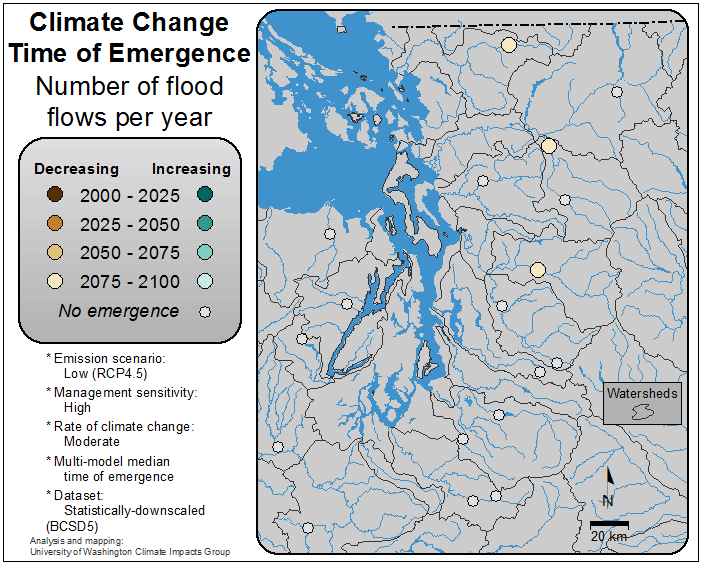 Climate Change
Time of Emergence
Number of flood
flows per year
Decreasing Increasing
2000 - 2025
2025 - 2050
2050 - 2075
2075 - 2100
No emergence
* Emission scenario:
Low (RCP4.5)
* Management sensitivity:
High
* Rate of climate change:
Moderate
* Multi-model median
time of emergence
* Dataset:
Statistically-downscaled
(BCSD5)
Analysis and mapping:
University of Washington Climate Impacts Group
Watersheds
N
20 km